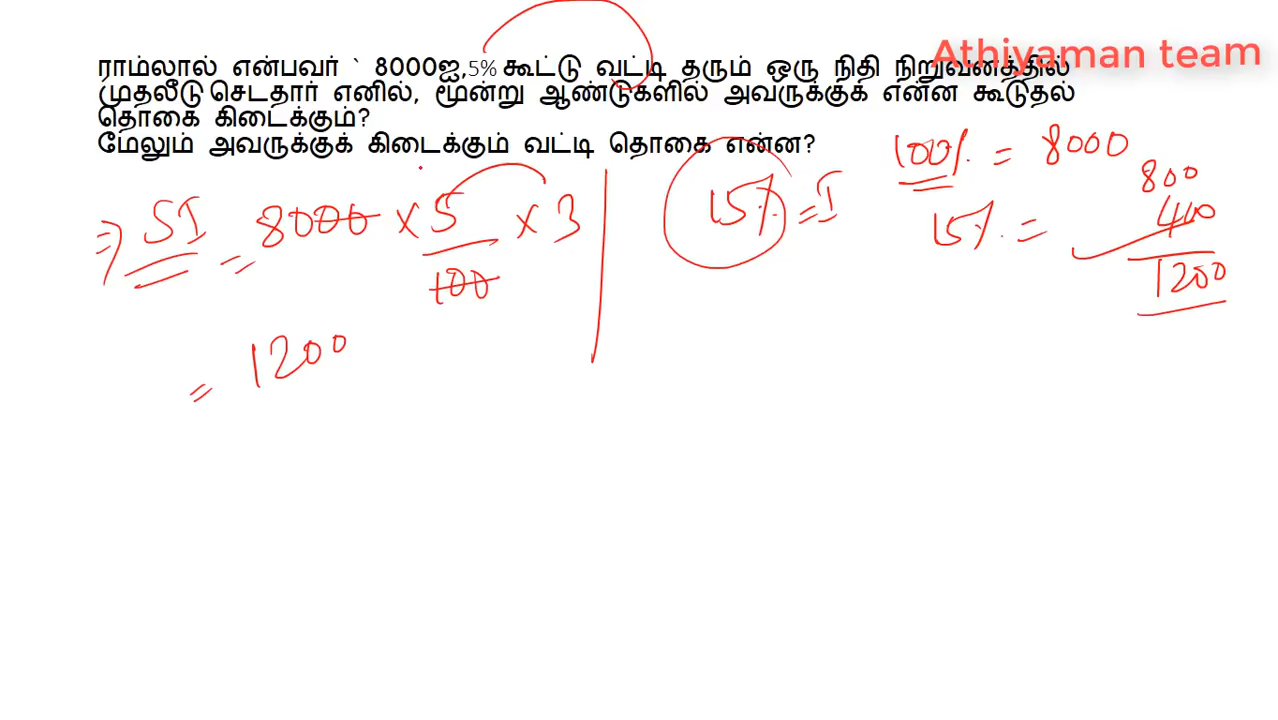 Athiyaman team
ராம்லால் என்பவர் ` 8000ஐ,5% கூட்டு வட்டி தரும் ஒரு நிதி நிறுவனத்தில்
முதலீடு செடதார் எனில், மூன்று ஆண்டுகளில் அவருக்குக் என்ன கூடுதல்
தொகை கிடைக்கும்?
மேலும் அவருக்குக் கிடைக்கும் வட்டி தொகை என்ன?
100% = 8000
800
400
15% =
1200
⇒ SI = 8000 × 5/100 × 3
15% = I
= 1200